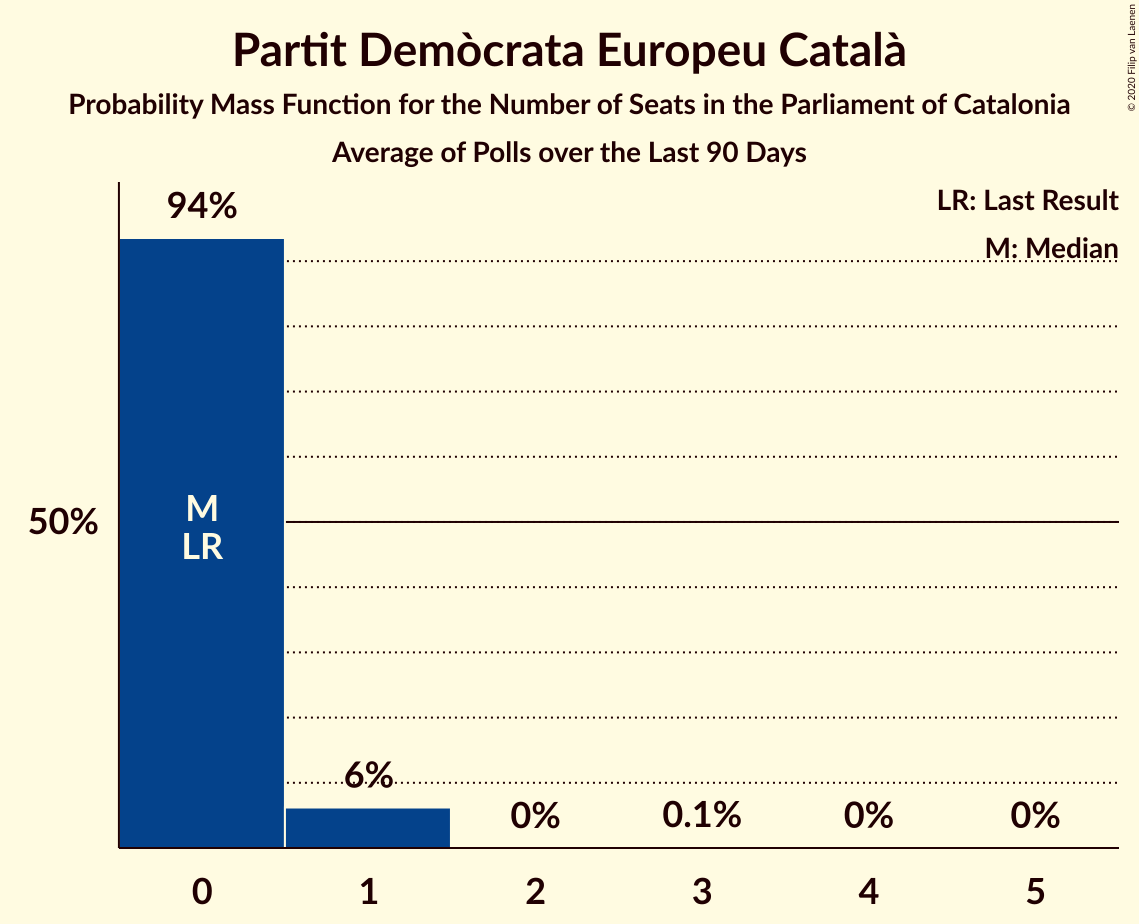 Partit Demòcrata Europeu Català
Probability Mass Function for the Number of Seats in the Parliament of Catalonia
Average of Polls over the Last 90 Days
© 2020 Filip van Laenen
LR: Last Result
M: Median
94%
50%
M
LR
6%
0%
0.1%
0%
0%
0 1 2 3 4 5